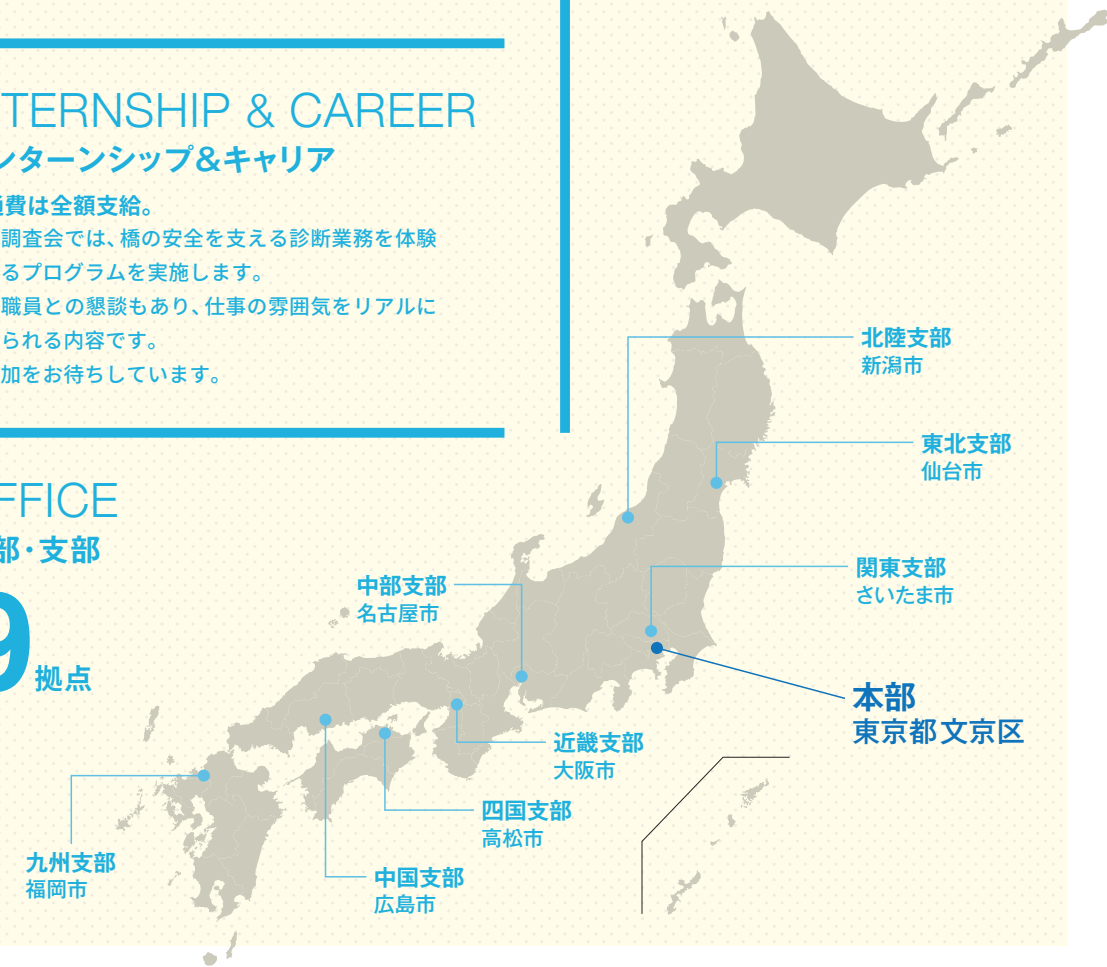 TERNSHIP & CAREER
ンターンシップ&キャリア
費は全額支給。
調査会では、橋の安全を支える診断業務を体験
るプログラムを実施します。
職員との懇談もあり、仕事の雰囲気をリアルに
られる内容です。
加をお待ちしています。
FFICE
部・支部
9拠点
北陸支部
新潟市
東北支部
仙台市
関東支部
さいたま市
中部支部
名古屋市
本部
東京都文京区
近畿支部
大阪市
四国支部
高松市
九州支部
福岡市
中国支部
広島市